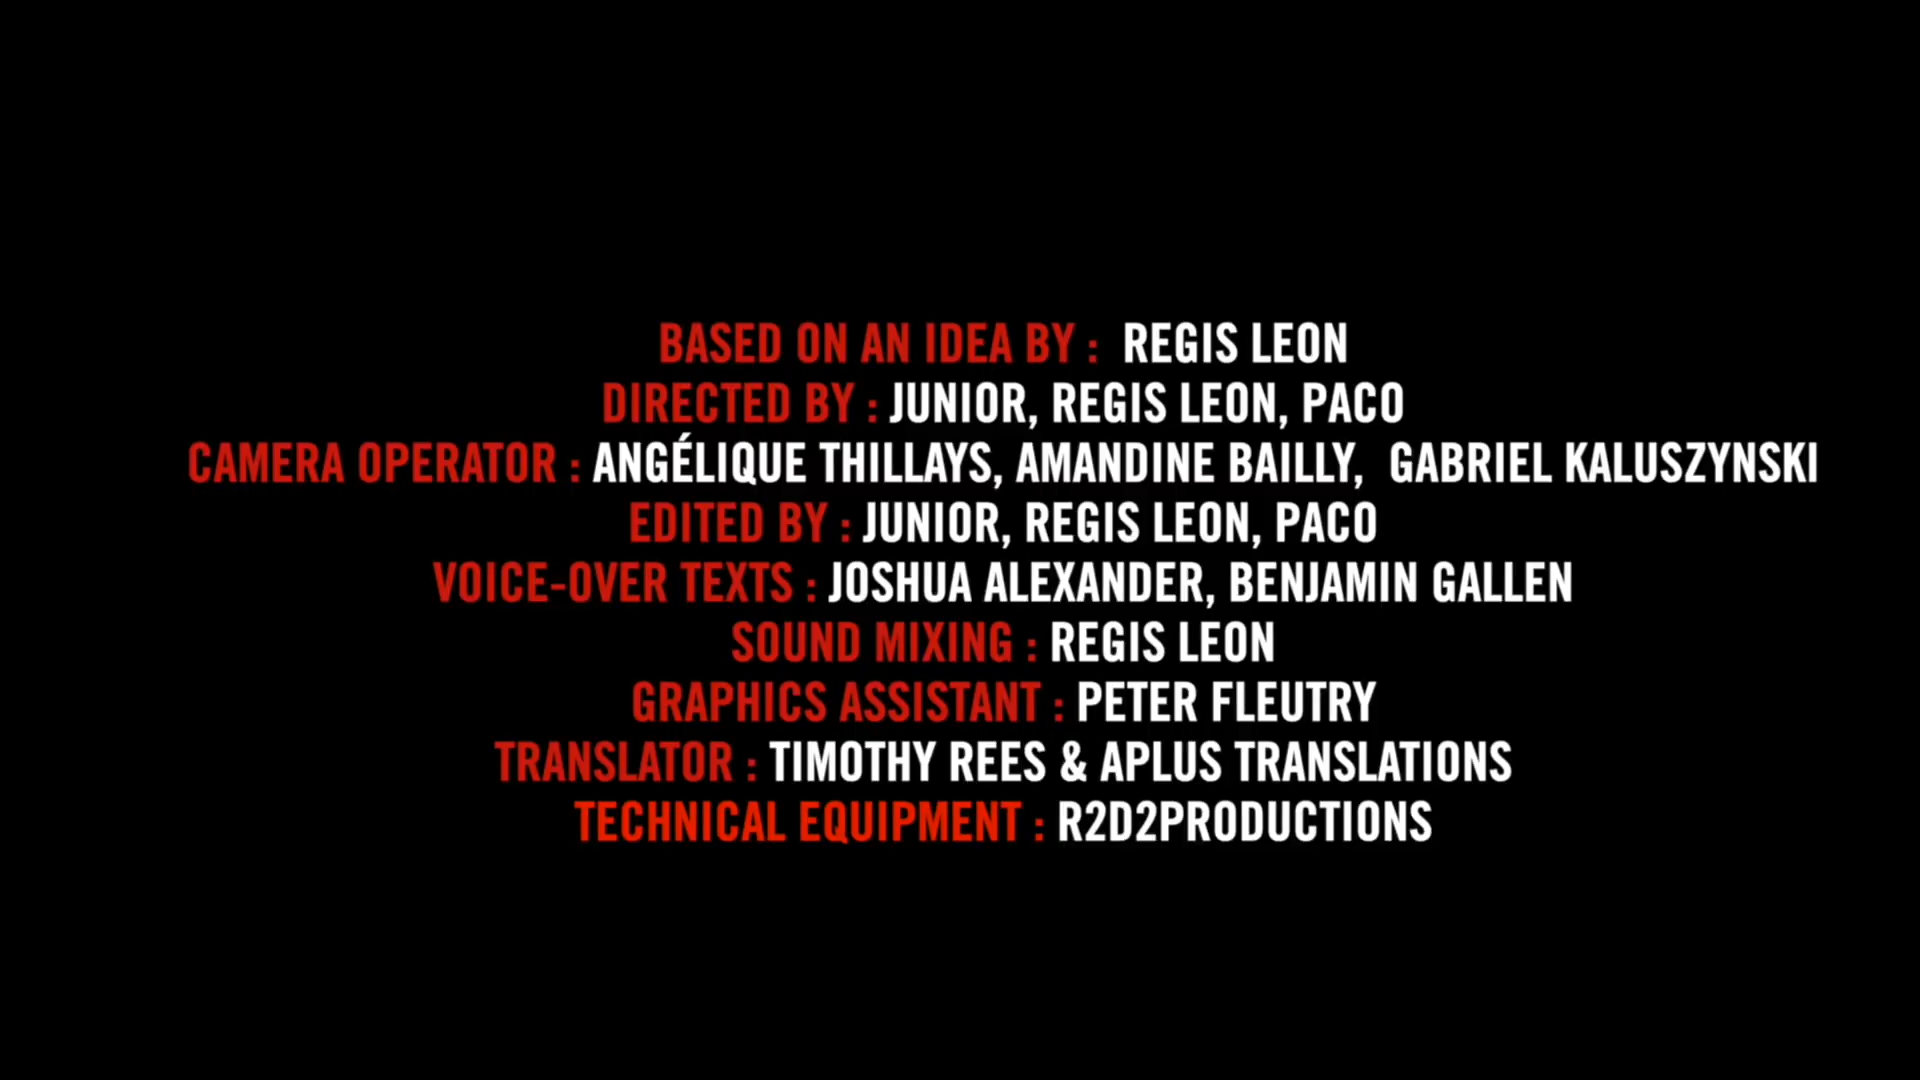 BASED ON AN IDEA BY :  REGIS LEON
DIRECTED BY : JUNIOR, REGIS LEON, PACO
CAMERA OPERATOR : ANGÉLIQUE THILLAYS, AMANDINE BAILLY,  GABRIEL KALUSZYNSKI
EDITED BY : JUNIOR, REGIS LEON, PACO
VOICE-OVER TEXTS : JOSHUA ALEXANDER, BENJAMIN GALLEN
SOUND MIXING : REGIS LEON
GRAPHICS ASSISTANT : PETER FLEUTRY
TRANSLATOR : TIMOTHY REES & APLUS TRANSLATIONS
TECHNICAL EQUIPMENT : R2D2PRODUCTIONS